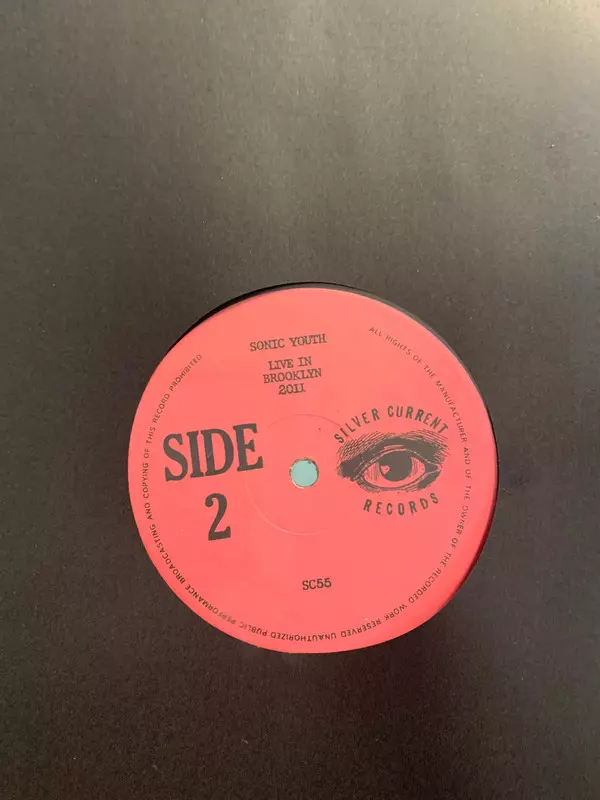 SONIC YOUTH
LIVE IN
BROOKLYN
2011
SIDE
2
SILVER CURRENT
RECORDS
SC55
ALL RIGHTS OF THE MANUFACTURER AND OF THE OWNER OF THE RECORDED WORK RESERVED UNAUTHORIZED PUBLIC PERFORMANCE BROADCASTING AND COPYING OF THIS RECORD PROHIBITED